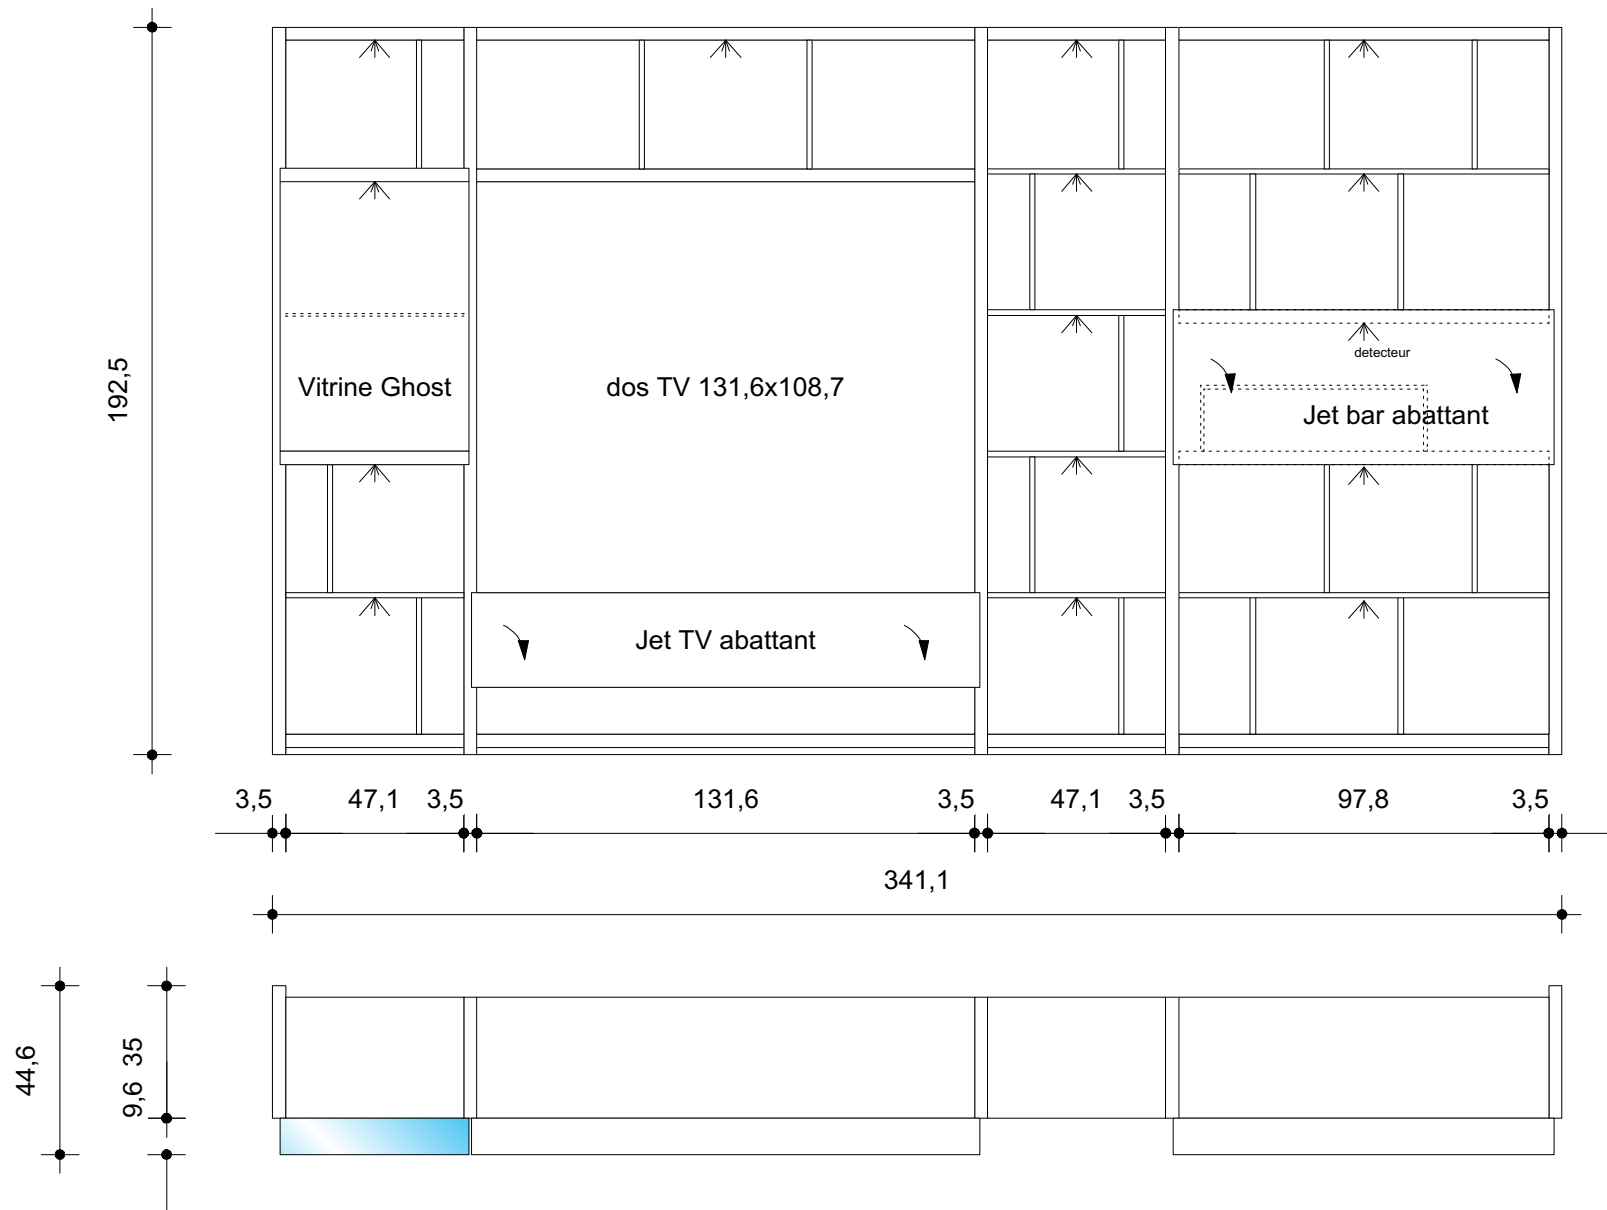 192,5
detecteur
Vitrine Ghost
dos TV 131,6x108,7
Jet bar abattant
Jet TV abattant
3,5 47,1 3,5 131,6 3,5 47,1 3,5 97,8 3,5
341,1
44,6
9,6 35